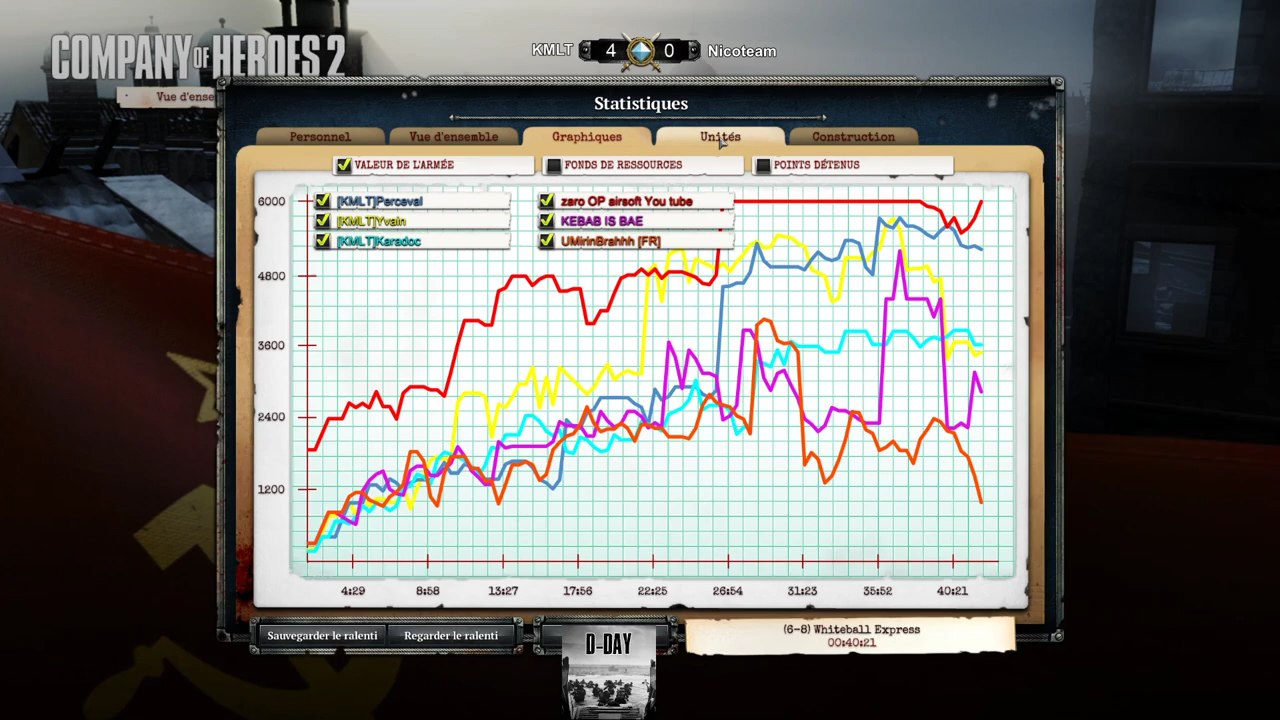 COMPANY OF HEROES 2
KMLT 4 0 Nicoteam
Vue d'ense
Statistiques
Personnel Vue d'ensemble Graphiques Unités Construction
VALEUR DE L'ARMÉE FONDS DE RESSOURCES POINTS DÉTENUS
6000
[KMLT]Perceval zaro OP airsoft You tube
[KMLT]Yvain KEBAB IS BAE
[KMLT]Karadoc UMirinBrahhh [FR]
4800
3600
2400
1200
4:29 8:58 13:27 17:56 22:25 26:54 31:23 35:52 40:21
Sauvegarder le ralenti Regarder le ralenti
D-DAY
(6-8) Whiteball Express
00:40:21